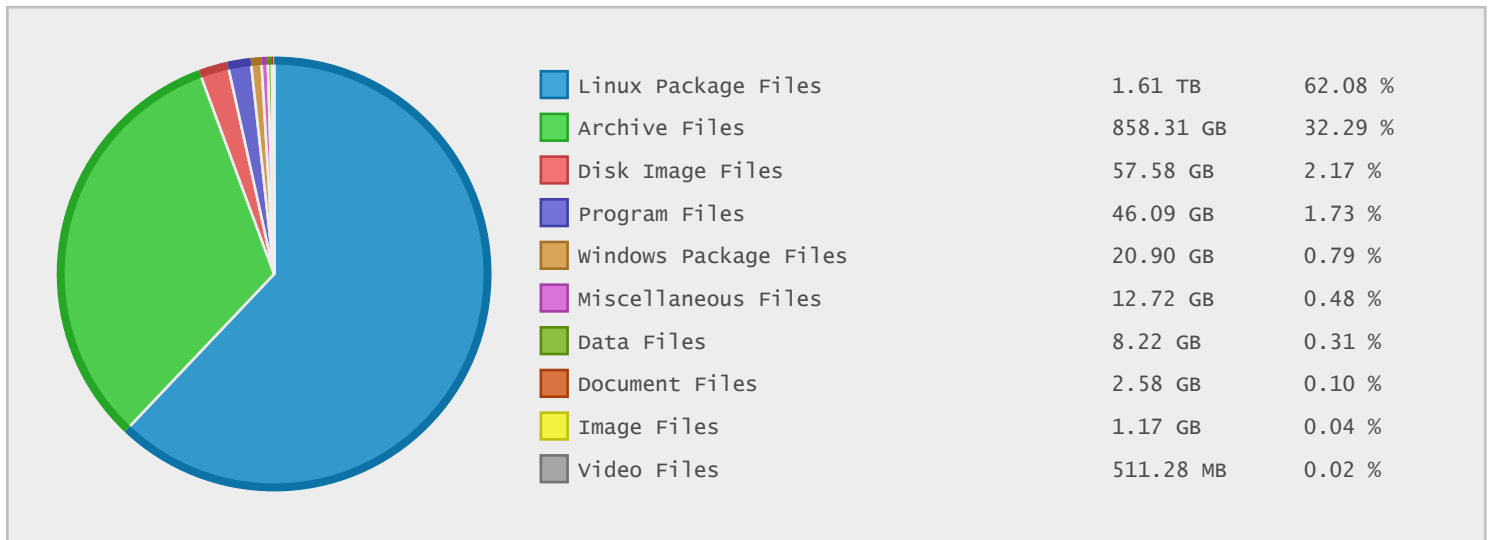 Linux Package Files 1.61 TB 62.08 %
Archive Files 858.31 GB 32.29 %
Disk Image Files 57.58 GB 2.17 %
Program Files 46.09 GB 1.73 %
Windows Package Files 20.90 GB 0.79 %
Miscellaneous Files 12.72 GB 0.48 %
Data Files 8.22 GB 0.31 %
Document Files 2.58 GB 0.10 %
Image Files 1.17 GB 0.04 %
Video Files 511.28 MB 0.02 %